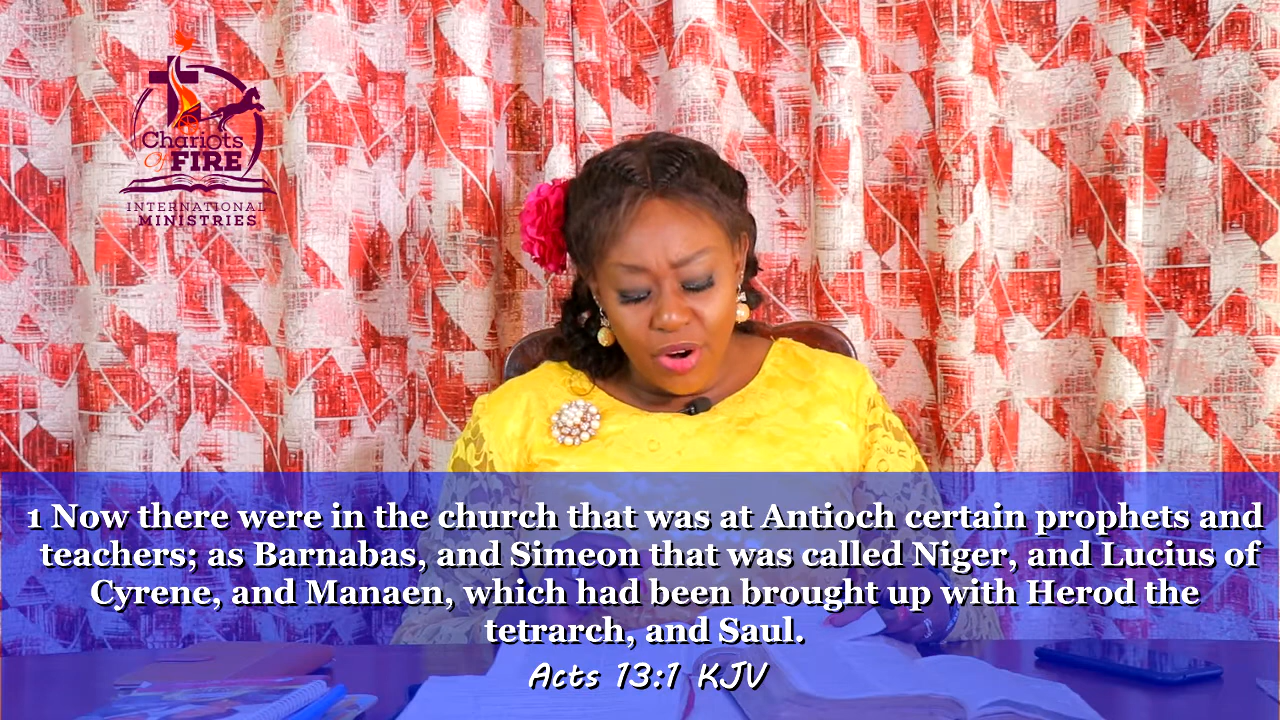 Chariots
Of FIRE
INTERNATIONAL
MINISTRIES
1 Now there were in the church that was at Antioch certain prophets and
teachers; as Barnabas, and Simeon that was called Niger, and Lucius of
Cyrene, and Manaen, which had been brought up with Herod the
tetrarch, and Saul.
Acts 13:1 KJV